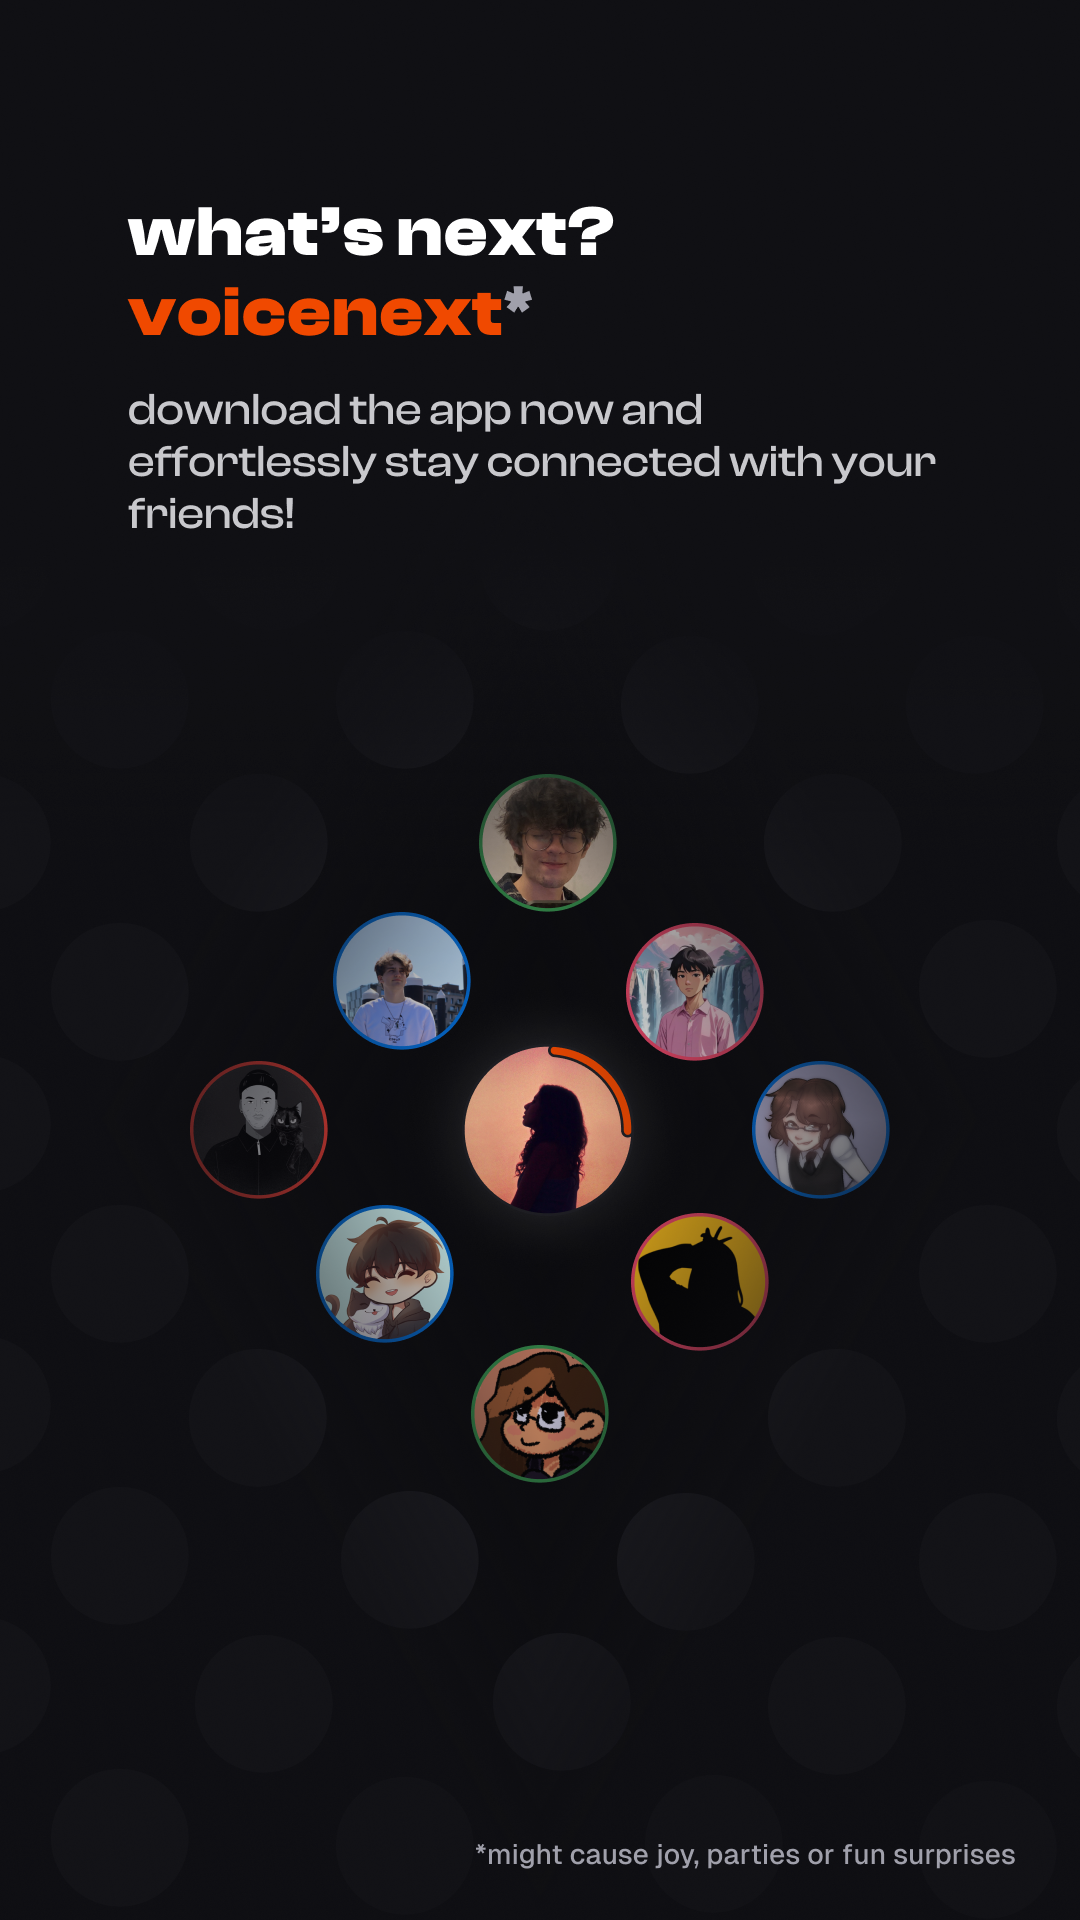 what’s next?
voicenext*
download the app now and
effortlessly stay connected with your
friends!
*might cause joy, parties or fun surprises